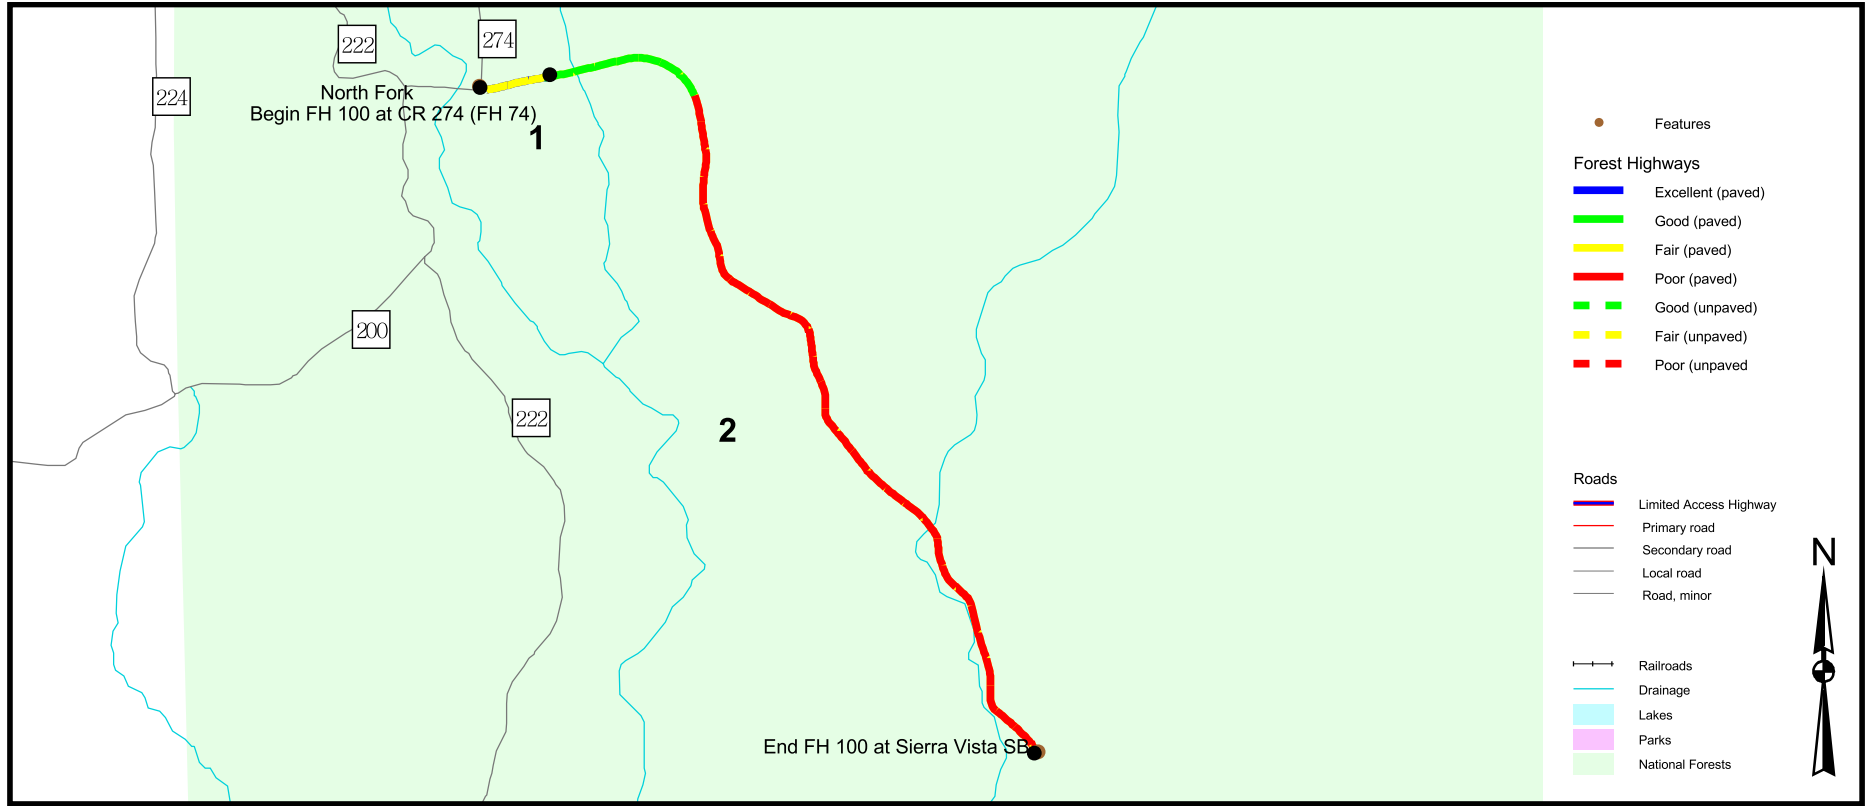 222
274
224
North Fork
Begin FH 100 at CR 274 (FH 74)
1
200
222
2
End FH 100 at Sierra Vista SB
Features
Forest Highways
Excellent (paved)
Good (paved)
Fair (paved)
Poor (paved)
Good (unpaved)
Fair (unpaved)
Poor (unpaved
Roads
Limited Access Highway
Primary road
Secondary road
Local road
Road, minor
Railroads
Drainage
Lakes
Parks
National Forests
N